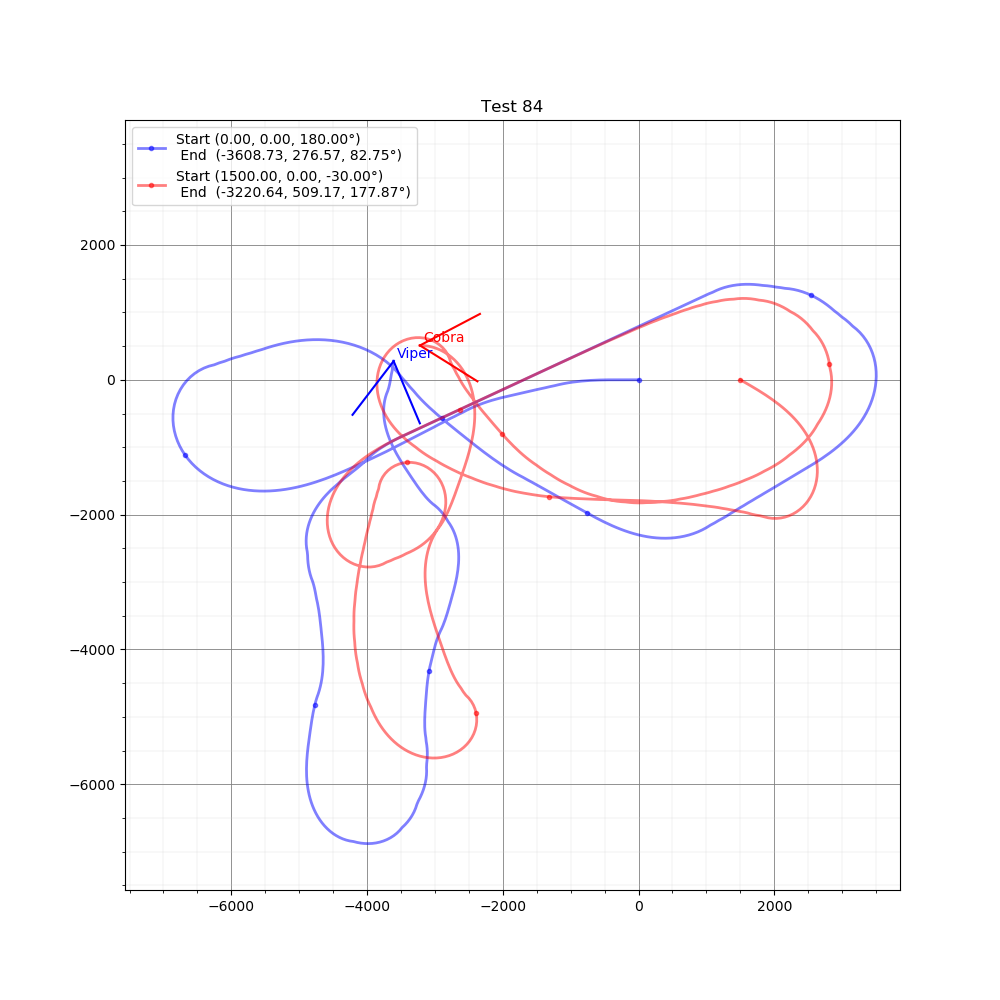 Test 84
Start (0.00, 0.00, 180.00°)
End  (-3608.73, 276.57, 82.75°)
Start (1500.00, 0.00, -30.00°)
End  (-3220.64, 509.17, 177.87°)
2000
0
−2000
−4000
−6000
Cobra
Viper
−6000
−4000
−2000
0
2000